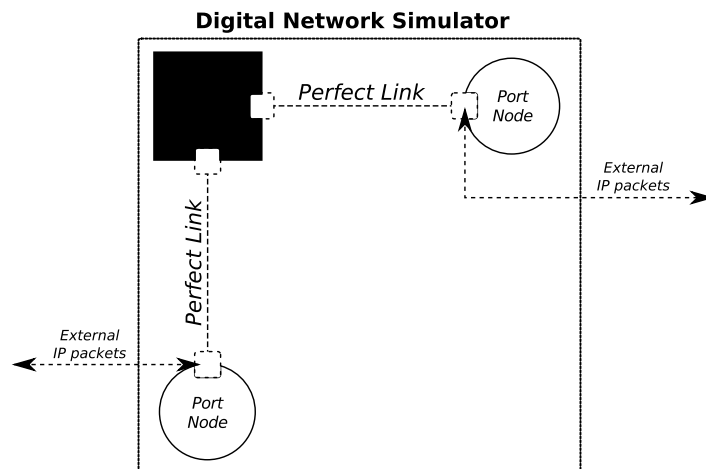 Digital Network Simulator
Perfect Link
Port
Node
External
IP packets
Perfect Link
External
IP packets
Port
Node